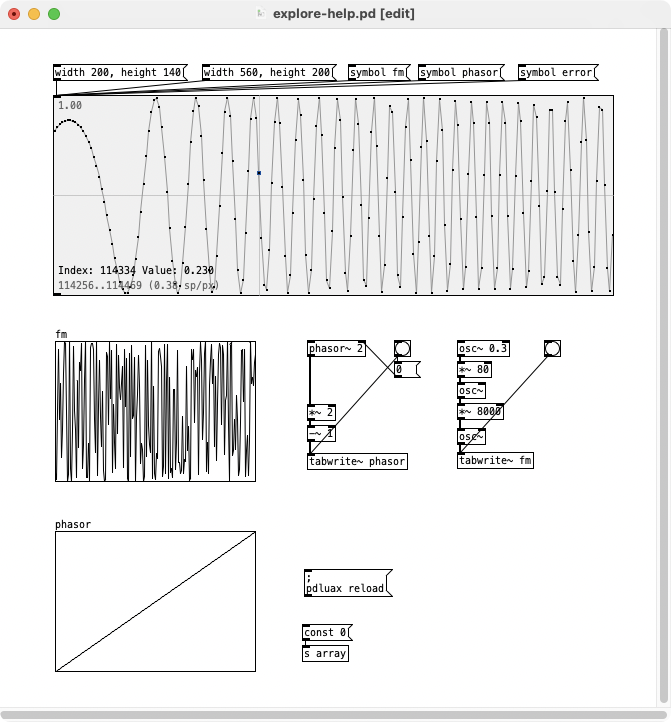 explore-help.pd [edit]
width 200, height 140
width 560, height 200
symbol fm
symbol phasor
symbol error
1.00
Index: 114334 Value: 0.230
114256..114469 (0.38 sp/px)
fm
phasor~ 2
0
*~ 2
-~ 1
tabwrite~ phasor
osc~ 0.3
*~ 80
osc~
*~ 8000
osc~
tabwrite~ fm
phasor
;
pdluax reload
const 0
s array